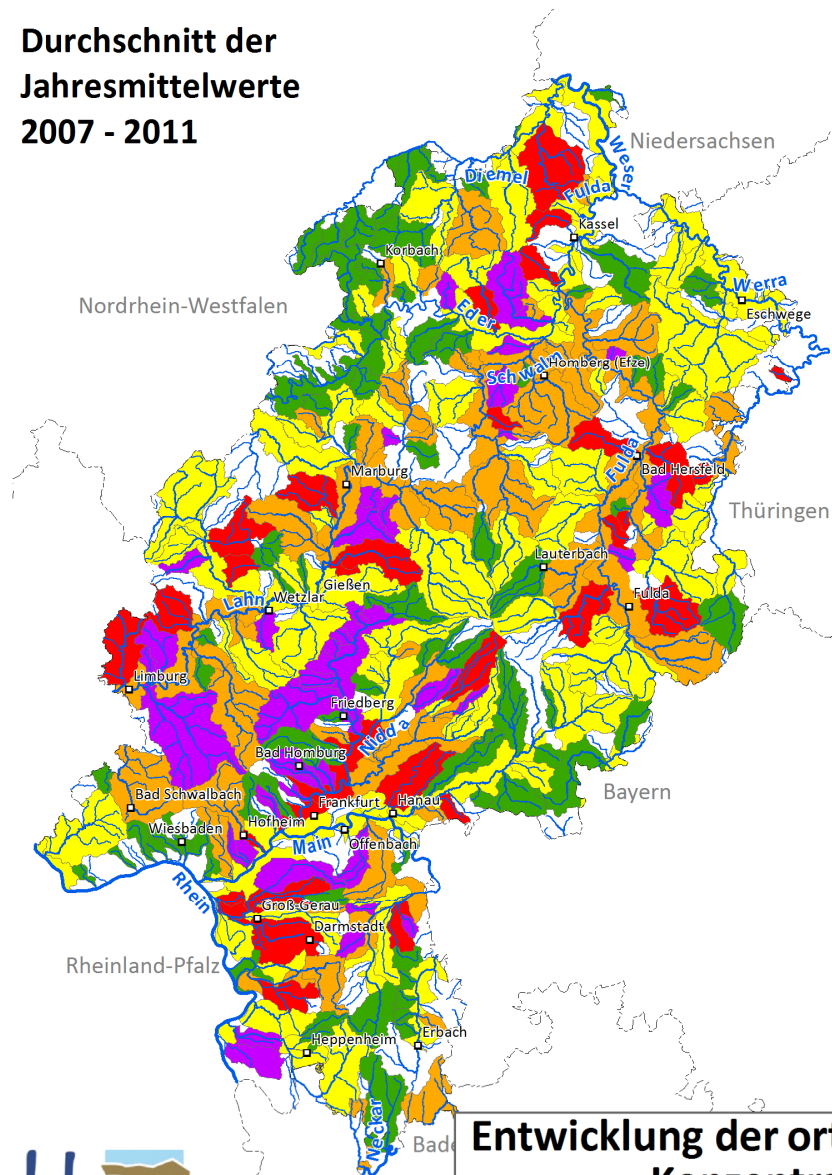 Durchschnitt der
Jahresmittelwerte
2007 - 2011
Niedersachsen
Weser
Diemel
Fulda
Kassel
Korbach
Werra
Nordrhein-Westfalen
Eder
Eschwege
Schwalm
Homberg (Efze)
Fulda
Bad Hersfeld
Marburg
Thüringen
Lauterbach
Gießen
Lahn
Wetzlar
Fulda
Limburg
Friedberg
Nidda
Bad Homburg
Bayern
Bad Schwalbach
Frankfurt
Hanau
Hofheim
Wiesbaden
Main
Offenbach
Rhein
Groß-Gerau
Darmstadt
Rheinland-Pfalz
Erbach
Heppenheim
Neckar
Bade
Entwicklung der ort